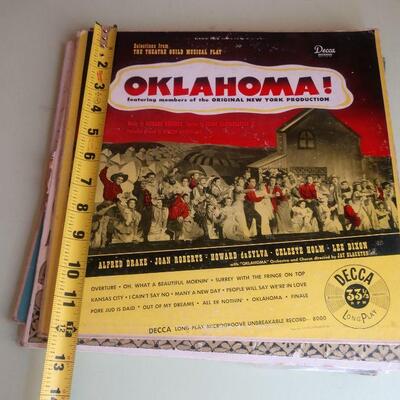 Selections from
THE THEATRE GUILD MUSICAL PLAY
Decca
OKLAHOMA!
featuring members of the ORIGINAL NEW YORK PRODUCTION
ALFRED DRAKE • JOAN ROBERTS • HOWARD daSYLVA • CELESTE HOLM • LEE DIXON
with "OKLAHOMA" Orchestra and Chorus directed by JAY BLACKTON
OVERTURE • OH, WHAT A BEAUTIFUL MORNIN' • SURREY WITH THE FRINGE ON TOP
KANSAS CITY • I CAIN'T SAY NO • MANY A NEW DAY • PEOPLE WILL SAY WE'RE IN LOVE
PORE JUD IS DAID • OUT OF MY DREAMS • ALL ER NOTHIN' • OKLAHOMA • FINALE
DECCA LONG PLAY MICROGROOVE UNBREAKABLE RECORD 8000
DECCA
33 1/3
RPM
LONG PLAY
2
3
4
5
6
7
8
9
10
11
12
13